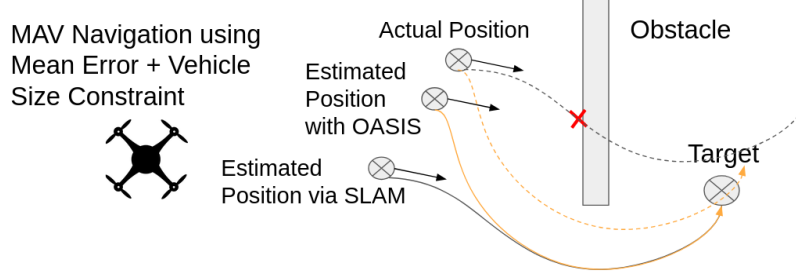 MAV Navigation using
Mean Error + Vehicle
Size Constraint
Actual Position
Obstacle
Estimated
Position
with OASIS
Estimated
Position via SLAM
Target